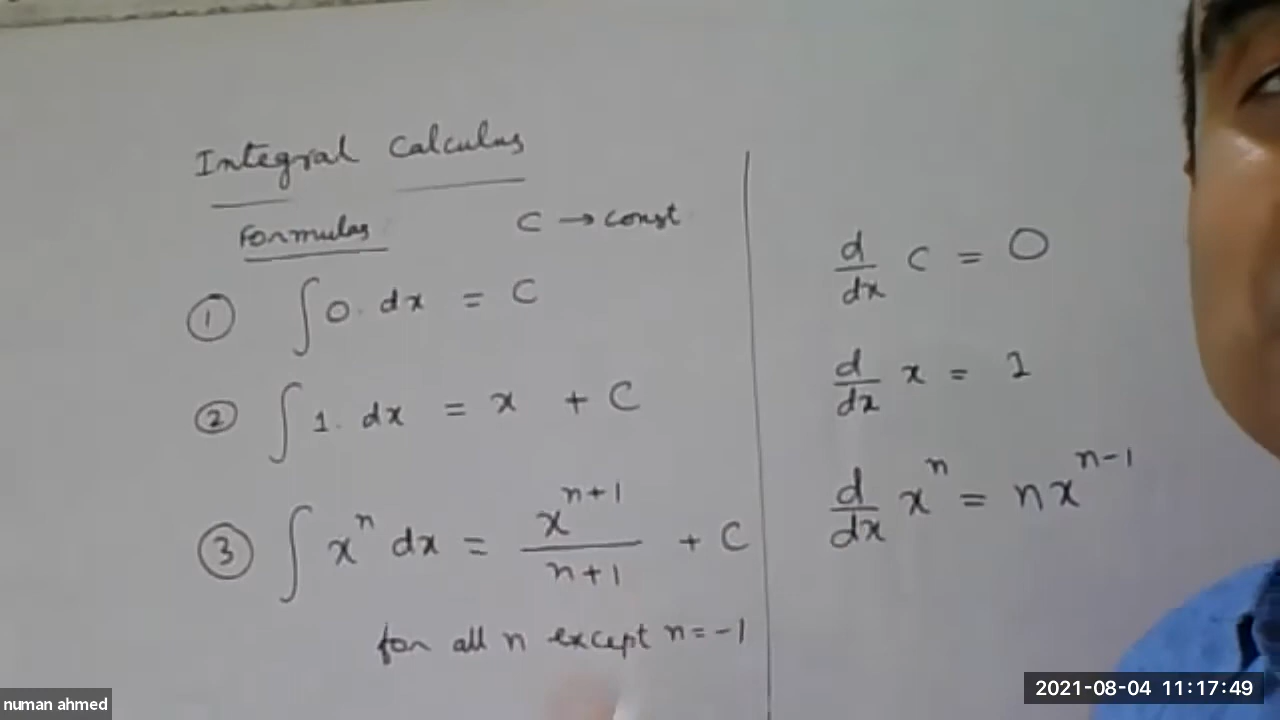 Integral Calculus
Formulas C → const
① ∫ 0. dx = C
② ∫ 1. dx = x + C
③ ∫ xⁿ dx = xⁿ⁺¹ / n+1 + C
for all n except n = -1
d/dx c = 0
d/dx x = 1
d/dx xⁿ = nxⁿ⁻¹
numan ahmed
2021-08-04 11:17:49